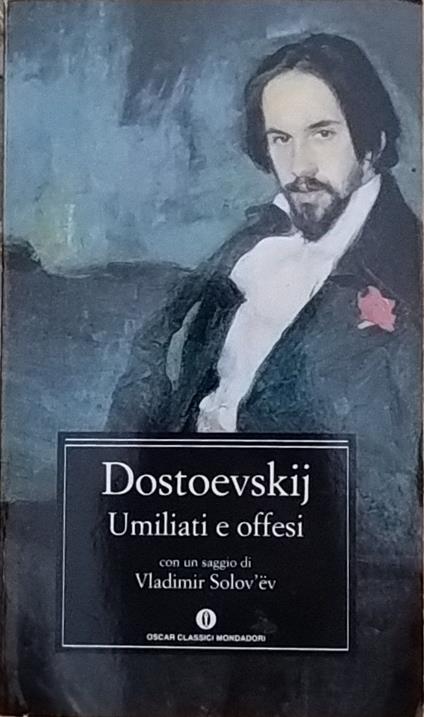 Dostoevskij
Umiliati e offesi
con un saggio di
Vladimir Solov'ëv
OSCAR CLASSICI MONDADORI